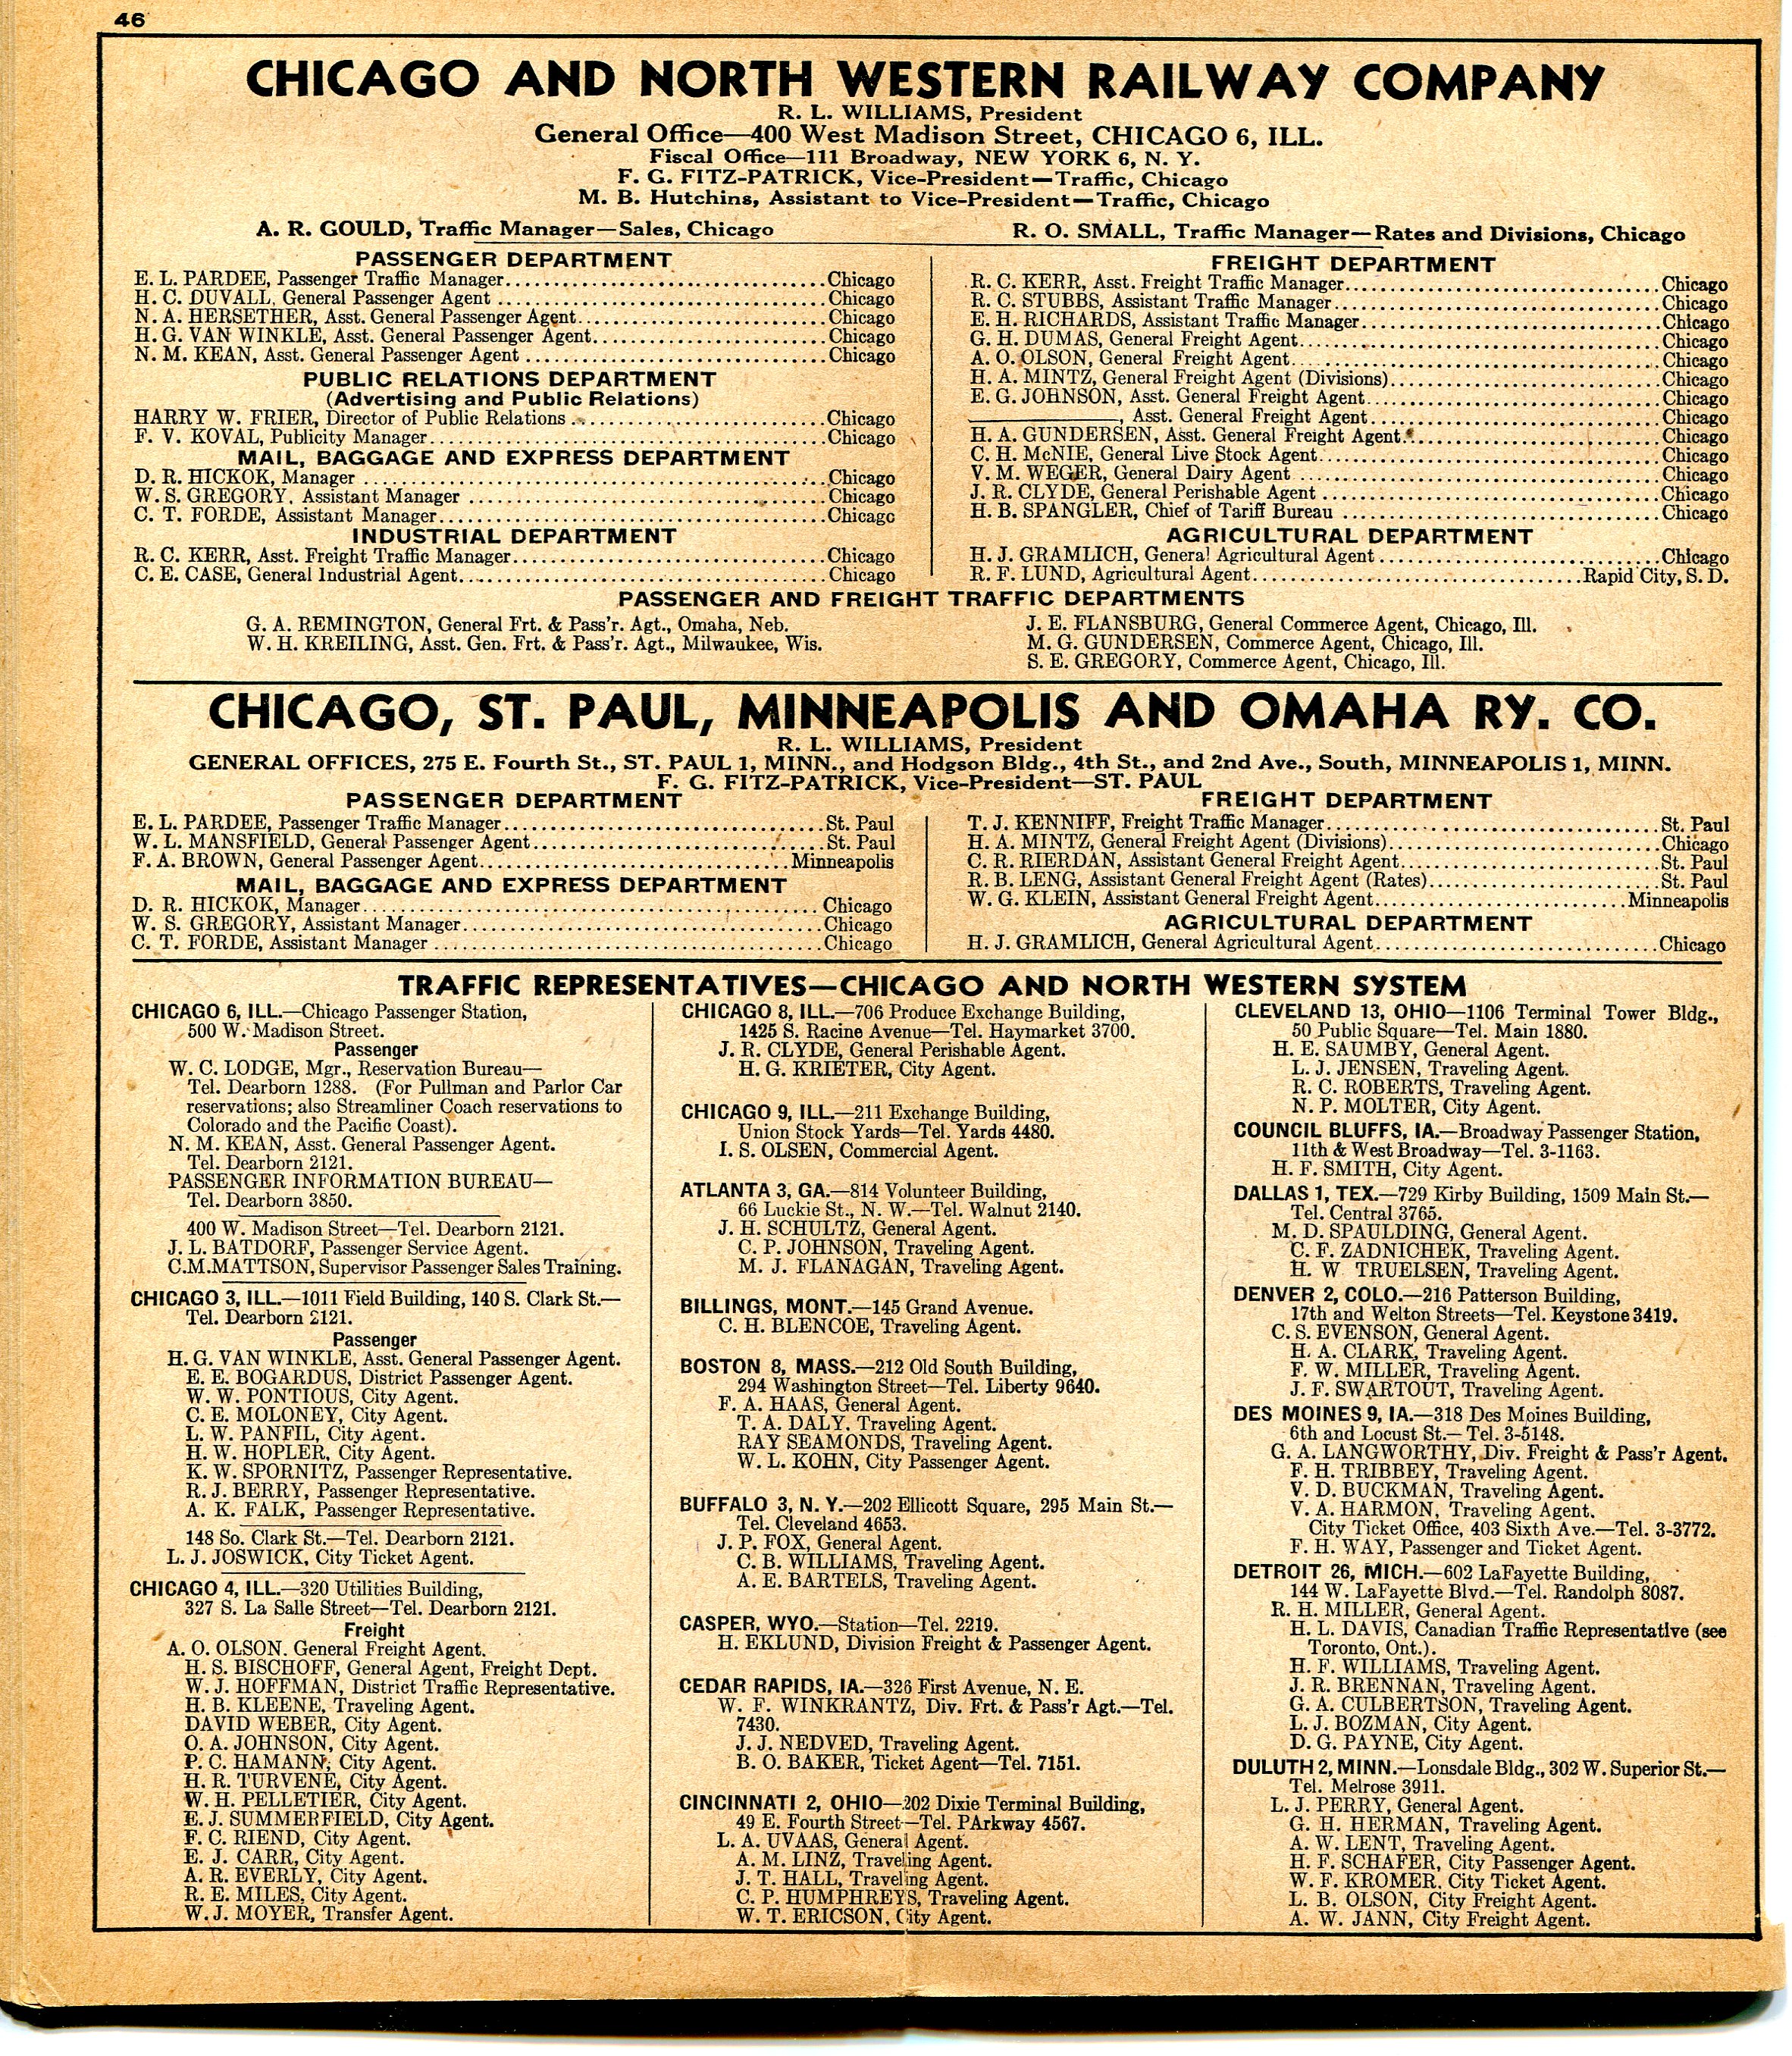 46
CHICAGO AND NORTH WESTERN RAILWAY COMPANY
R. L. WILLIAMS, President
General Office—400 West Madison Street, CHICAGO 6, ILL.
Fiscal Office—111 Broadway, NEW YORK 6, N. Y.
F. G. FITZ-PATRICK, Vice-President—Traffic, Chicago
M. B. Hutchins, Assistant to Vice-President—Traffic, Chicago
A. R. GOULD, Traffic Manager—Sales, Chicago
R. O. SMALL, Traffic Manager—Rates and Divisions, Chicago
PASSENGER DEPARTMENT
E. L. PARDEE, Passenger Traffic Manager....Chicago
H. C. DUVALL, General Passenger Agent....Chicago
N. A. HERSETHER, Asst. General Passenger Agent....Chicago
H. G. VAN WINKLE, Asst. General Passenger Agent....Chicago
N. M. KEAN, Asst. General Passenger Agent....Chicago
PUBLIC RELATIONS DEPARTMENT
(Advertising and Public Relations)
HARRY W. FRIER, Director of Public Relations....Chicago
F. V. KOVAL, Publicity Manager....Chicago
MAIL, BAGGAGE AND EXPRESS DEPARTMENT
D. R. HICKOK, Manager....Chicago
W. S. GREGORY, Assistant Manager....Chicago
C. T. FORDE, Assistant Manager....Chicago
INDUSTRIAL DEPARTMENT
R. C. KERR, Asst. Freight Traffic Manager....Chicago
C. E. CASE, General Industrial Agent....Chicago
FREIGHT DEPARTMENT
R. C. KERR, Asst. Freight Traffic Manager....Chicago
R. C. STUBBS, Assistant Traffic Manager....Chicago
E. H. RICHARDS, Assistant Traffic Manager....Chicago
G. H. DUMAS, General Freight Agent....Chicago
A. O. OLSON, General Freight Agent....Chicago
H. A. MINTZ, General Freight Agent (Divisions)....Chicago
E. G. JOHNSON, Asst. General Freight Agent....Chicago
————, Asst. General Freight Agent....Chicago
H. A. GUNDERSEN, Asst. General Freight Agent....Chicago
C. H. McNIE, General Live Stock Agent....Chicago
V. M. WEGER, General Dairy Agent....Chicago
J. R. CLYDE, General Perishable Agent....Chicago
H. B. SPANGLER, Chief of Tariff Bureau....Chicago
AGRICULTURAL DEPARTMENT
H. J. GRAMLICH, General Agricultural Agent....Chicago
R. F. LUND, Agricultural Agent....Rapid City, S. D.
PASSENGER AND FREIGHT TRAFFIC DEPARTMENTS
G. A. REMINGTON, General Frt. & Pass'r. Agt., Omaha, Neb.
W. H. KREILING, Asst. Gen. Frt. & Pass'r. Agt., Milwaukee, Wis.
J. E. FLANSBURG, General Commerce Agent, Chicago, Ill.
M. G. GUNDERSEN, Commerce Agent, Chicago, Ill.
S. E. GREGORY, Commerce Agent, Chicago, Ill.
CHICAGO, ST. PAUL, MINNEAPOLIS AND OMAHA RY. CO.
R. L. WILLIAMS, President
GENERAL OFFICES, 275 E. Fourth St., ST. PAUL 1, MINN., and Hodgson Bldg., 4th St., and 2nd Ave., South, MINNEAPOLIS 1, MINN.
F. G. FITZ-PATRICK, Vice-President—ST. PAUL
PASSENGER DEPARTMENT
E. L. PARDEE, Passenger Traffic Manager....St. Paul
W. L. MANSFIELD, General Passenger Agent....St. Paul
F. A. BROWN, General Passenger Agent....Minneapolis
MAIL, BAGGAGE AND EXPRESS DEPARTMENT
D. R. HICKOK, Manager....Chicago
W. S. GREGORY, Assistant Manager....Chicago
C. T. FORDE, Assistant Manager....Chicago
FREIGHT DEPARTMENT
T. J. KENNIFF, Freight Traffic Manager....St. Paul
H. A. MINTZ, General Freight Agent (Divisions)....Chicago
C. R. RIERDAN, Assistant General Freight Agent....St. Paul
R. B. LENG, Assistant General Freight Agent (Rates)....St. Paul
W. G. KLEIN, Assistant General Freight Agent....Minneapolis
AGRICULTURAL DEPARTMENT
H. J. GRAMLICH, General Agricultural Agent....Chicago
TRAFFIC REPRESENTATIVES—CHICAGO AND NORTH WESTERN SYSTEM
CHICAGO 6, ILL.—Chicago Passenger Station,
500 W. Madison Street.
Passenger
W. C. LODGE, Mgr., Reservation Bureau—
Tel. Dearborn 1288. (For Pullman and Parlor Car
reservations; also Streamliner Coach reservations to
Colorado and the Pacific Coast).
N. M. KEAN, Asst. General Passenger Agent.
Tel. Dearborn 2121.
PASSENGER INFORMATION BUREAU—
Tel. Dearborn 3850.
400 W. Madison Street—Tel. Dearborn 2121.
J. L. BATDORF, Passenger Service Agent.
C.M.MATTSON, Supervisor Passenger Sales Training.
CHICAGO 3, ILL.—1011 Field Building, 140 S. Clark St.—
Tel. Dearborn 2121.
Passenger
H. G. VAN WINKLE, Asst. General Passenger Agent.
E. E. BOGARDUS, District Passenger Agent.
W. W. PONTIOUS, City Agent.
C. E. MOLONEY, City Agent.
L. W. PANFIL, City Agent.
H. W. HOPLER, City Agent.
K. W. SPORNITZ, Passenger Representative.
R. J. BERRY, Passenger Representative.
A. K. FALK, Passenger Representative.
148 So. Clark St.—Tel. Dearborn 2121.
L. J. JOSWICK, City Ticket Agent.
CHICAGO 4, ILL.—320 Utilities Building,
327 S. La Salle Street—Tel. Dearborn 2121.
Freight
A. O. OLSON. General Freight Agent.
H. S. BISCHOFF, General Agent, Freight Dept.
W. J. HOFFMAN, District Traffic Representative.
H. B. KLEENE, Traveling Agent.
DAVID WEBER, City Agent.
O. A. JOHNSON, City Agent.
P. C. HAMANN, City Agent.
H. R. TURVENE, City Agent.
W. H. PELLETIER, City Agent.
E. J. SUMMERFIELD, City Agent.
F. C. RIEND, City Agent.
E. J. CARR, City Agent.
A. R. EVERLY, City Agent.
R. E. MILES, City Agent.
W. J. MOYER, Transfer Agent.
CHICAGO 8, ILL.—706 Produce Exchange Building,
1425 S. Racine Avenue—Tel. Haymarket 3700.
J. R. CLYDE, General Perishable Agent.
H. G. KRIETER, City Agent.
CHICAGO 9, ILL.—211 Exchange Building,
Union Stock Yards—Tel. Yards 4480.
I. S. OLSEN, Commercial Agent.
ATLANTA 3, GA.—814 Volunteer Building,
66 Luckie St., N. W.—Tel. Walnut 2140.
J. H. SCHULTZ, General Agent.
C. P. JOHNSON, Traveling Agent.
M. J. FLANAGAN, Traveling Agent.
BILLINGS, MONT.—145 Grand Avenue.
C. H. BLENCOE, Traveling Agent.
BOSTON 8, MASS.—212 Old South Building,
294 Washington Street—Tel. Liberty 9640.
F. A. HAAS, General Agent.
T. A. DALY, Traveling Agent.
RAY SEAMONDS, Traveling Agent.
W. L. KOHN, City Passenger Agent.
BUFFALO 3, N. Y.—202 Ellicott Square, 295 Main St.—
Tel. Cleveland 4653.
J. P. FOX, General Agent.
C. B. WILLIAMS, Traveling Agent.
A. E. BARTELS, Traveling Agent.
CASPER, WYO.—Station—Tel. 2219.
H. EKLUND, Division Freight & Passenger Agent.
CEDAR RAPIDS, IA.—326 First Avenue, N. E.
W. F. WINKRANTZ, Div. Frt. & Pass'r Agt.—Tel.
7430.
J. J. NEDVED, Traveling Agent.
B. O. BAKER, Ticket Agent—Tel. 7151.
CINCINNATI 2, OHIO—202 Dixie Terminal Building,
49 E. Fourth Street—Tel. PArkway 4567.
L. A. UVAAS, General Agent.
A. M. LINZ, Traveling Agent.
J. T. HALL, Traveling Agent.
C. P. HUMPHREYS, Traveling Agent.
W. T. ERICSON, City Agent.
CLEVELAND 13, OHIO—1106 Terminal Tower Bldg.,
50 Public Square—Tel. Main 1880.
H. E. SAUMBY, General Agent.
L. J. JENSEN, Traveling Agent.
R. C. ROBERTS, Traveling Agent.
N. P. MOLTER, City Agent.
COUNCIL BLUFFS, IA.—Broadway Passenger Station,
11th & West Broadway—Tel. 3-1163.
H. F. SMITH, City Agent.
DALLAS 1, TEX.—729 Kirby Building, 1509 Main St.—
Tel. Central 3765.
M. D. SPAULDING, General Agent.
C. F. ZADNICHEK, Traveling Agent.
H. W TRUELSEN, Traveling Agent.
DENVER 2, COLO.—216 Patterson Building,
17th and Welton Streets—Tel. Keystone 3419.
C. S. EVENSON, General Agent.
H. A. CLARK, Traveling Agent.
F. W. MILLER, Traveling Agent.
J. F. SWARTOUT, Traveling Agent.
DES MOINES 9, IA.—318 Des Moines Building,
6th and Locust St.— Tel. 3-5148.
G. A. LANGWORTHY, Div. Freight & Pass'r Agent.
F. H. TRIBBEY, Traveling Agent.
V. D. BUCKMAN, Traveling Agent.
V. A. HARMON, Traveling Agent.
City Ticket Office, 403 Sixth Ave.—Tel. 3-3772.
F. H. WAY, Passenger and Ticket Agent.
DETROIT 26, MICH.—602 LaFayette Building,
144 W. LaFayette Blvd.—Tel. Randolph 8087.
R. H. MILLER, General Agent.
H. L. DAVIS, Canadian Traffic Representative (see
Toronto, Ont.).
H. F. WILLIAMS, Traveling Agent.
J. R. BRENNAN, Traveling Agent.
G. A. CULBERTSON, Traveling Agent.
L. J. BOZMAN, City Agent.
D. G. PAYNE, City Agent.
DULUTH 2, MINN.—Lonsdale Bldg., 302 W. Superior St.—
Tel. Melrose 3911.
L. J. PERRY, General Agent.
G. H. HERMAN, Traveling Agent.
A. W. LENT, Traveling Agent.
H. F. SCHAFER, City Passenger Agent.
W. F. KROMER, City Ticket Agent.
L. B. OLSON, City Freight Agent.
A. W. JANN, City Freight Agent.